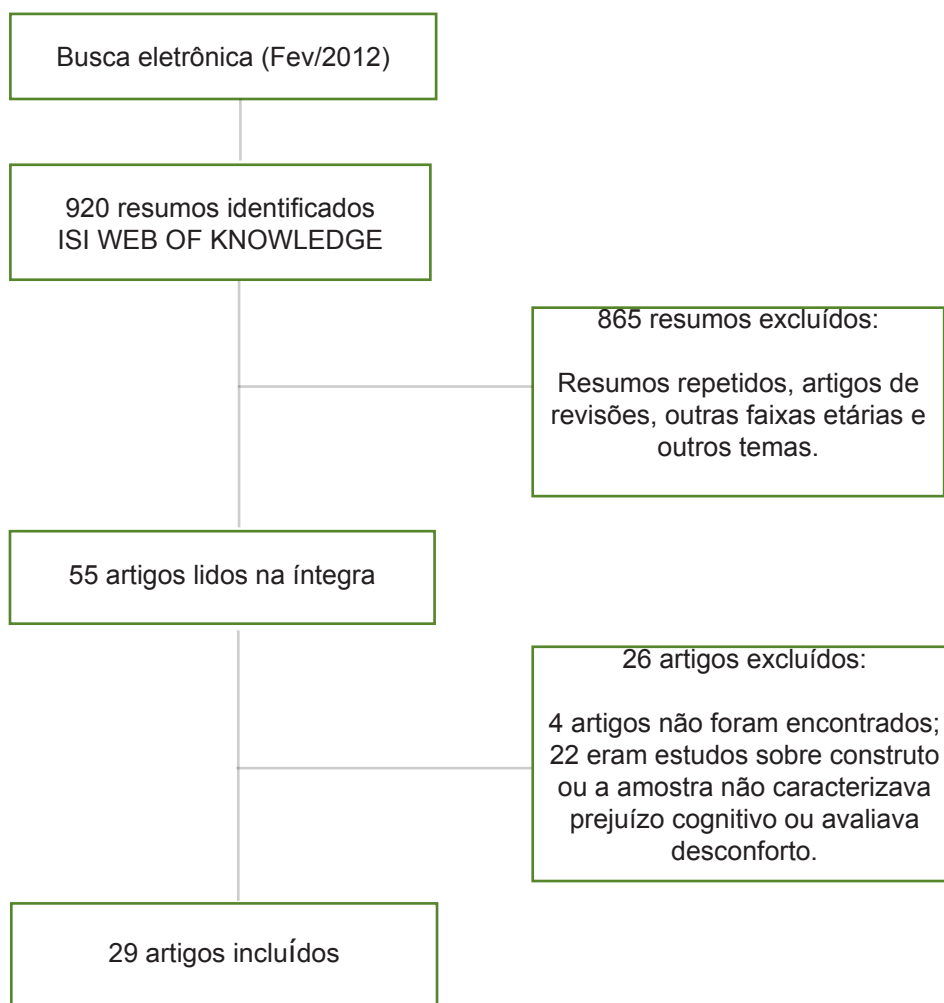 Busca eletrônica (Fev/2012)
920 resumos identificados
ISI WEB OF KNOWLEDGE
865 resumos excluídos:
Resumos repetidos, artigos de
revisões, outras faixas etárias e
outros temas.
55 artigos lidos na íntegra
26 artigos excluídos:
4 artigos não foram encontrados;
22 eram estudos sobre construto
ou a amostra não caracterizava
prejuízo cognitivo ou avaliava
desconforto.
29 artigos incluídos